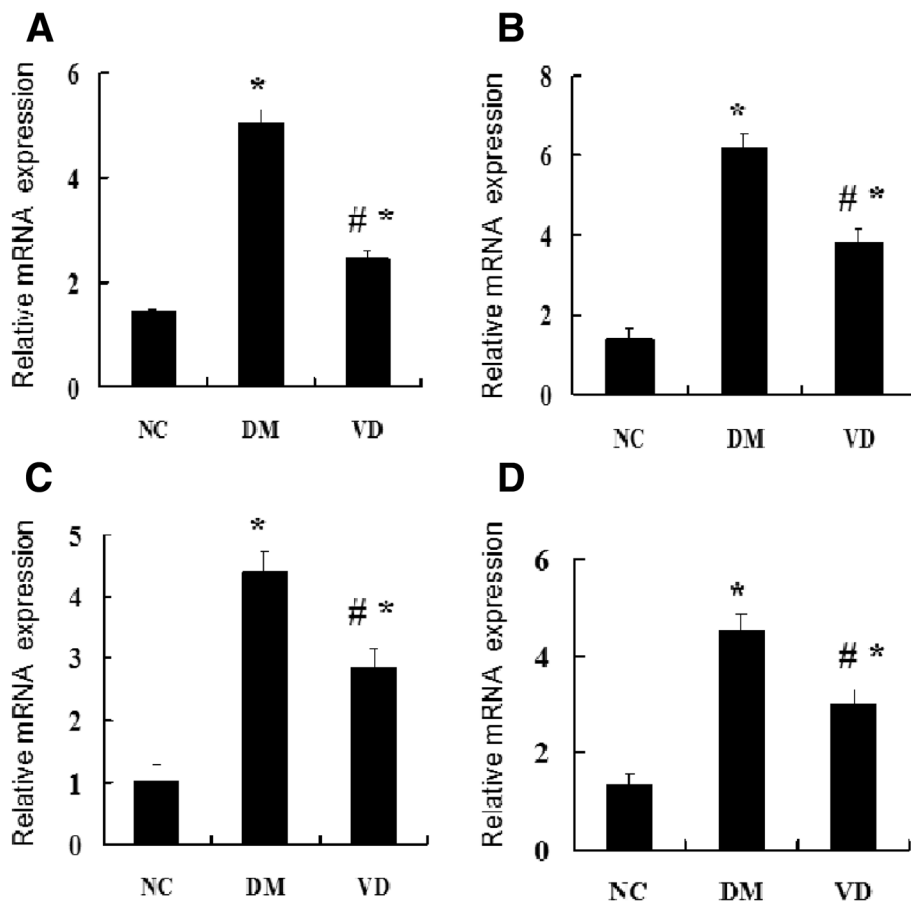 A
Relative mRNA expression
6
4
2
0
*
# *
NC DM VD
B
Relative mRNA expression
8
6
4
2
0
*
# *
NC DM VD
C
Relative mRNA expression
5
4
3
2
1
0
*
# *
NC DM VD
D
Relative mRNA expression
6
4
2
0
*
# *
NC DM VD